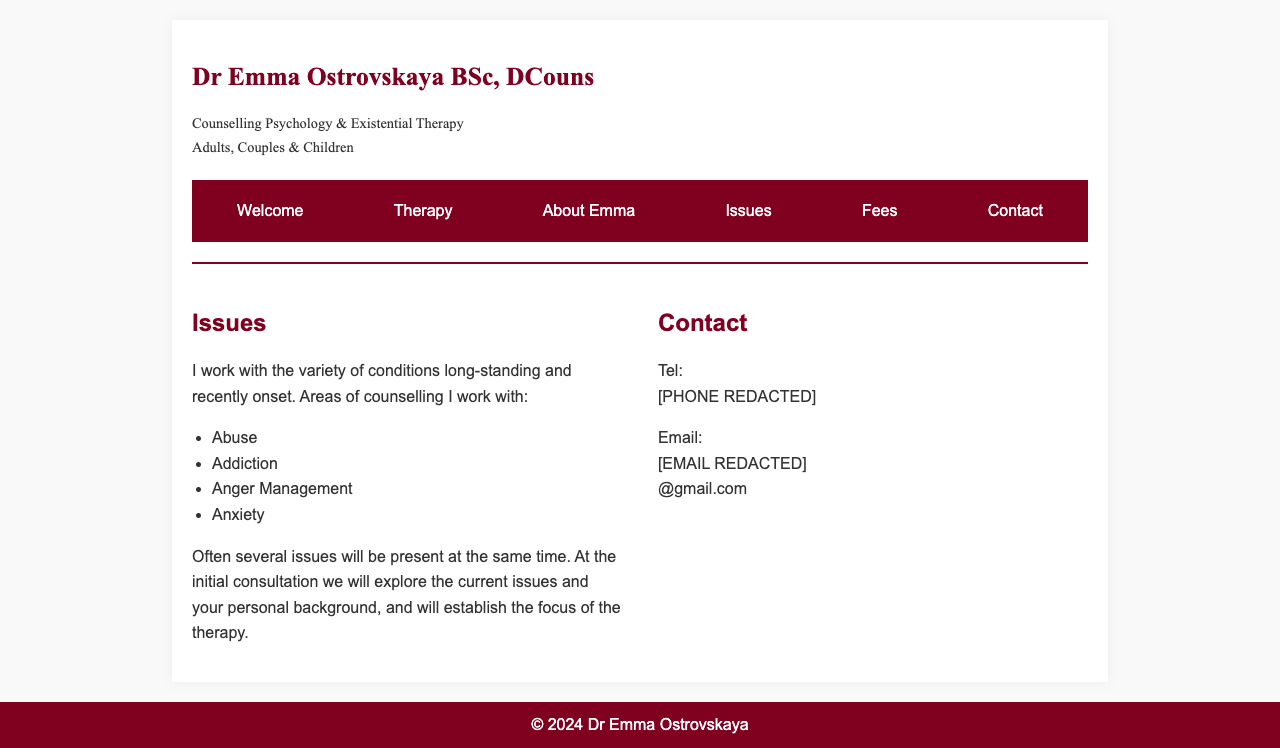 Dr Emma Ostrovskaya BSc, DCouns
Counselling Psychology & Existential Therapy
Adults, Couples & Children
Welcome Therapy About Emma Issues Fees Contact
Issues
I work with the variety of conditions long-standing and
recently onset. Areas of counselling I work with:
• Abuse
• Addiction
• Anger Management
• Anxiety
Often several issues will be present at the same time. At the
initial consultation we will explore the current issues and
your personal background, and will establish the focus of the
therapy.
Contact
Tel:
[PHONE REDACTED]
Email:
[EMAIL REDACTED]
@gmail.com
© 2024 Dr Emma Ostrovskaya